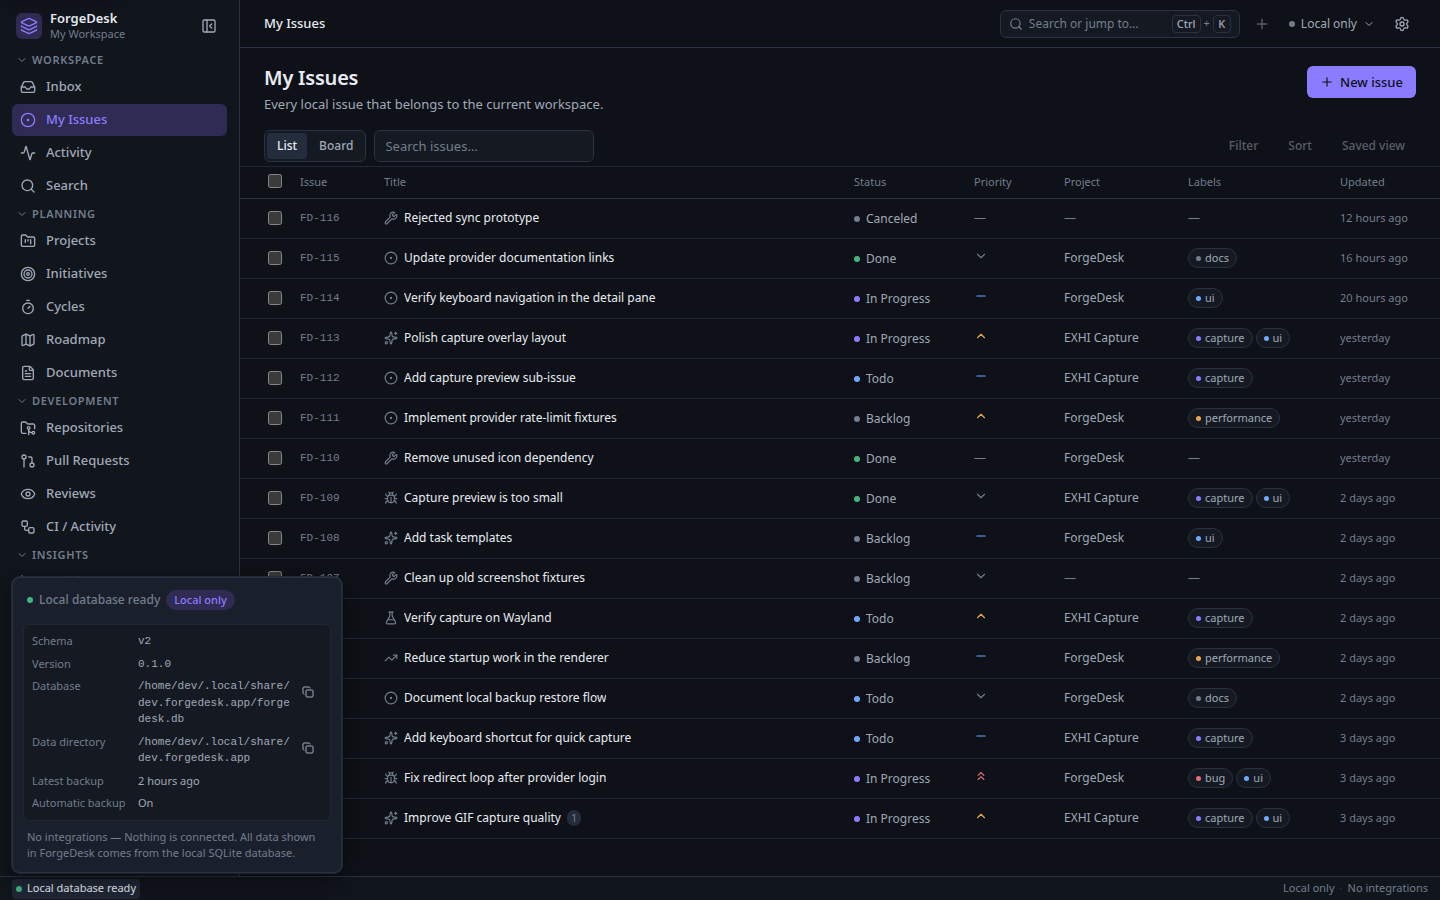 ForgeDesk
My Workspace
WORKSPACE
Inbox
My Issues
Activity
Search
PLANNING
Projects
Initiatives
Cycles
Roadmap
Documents
DEVELOPMENT
Repositories
Pull Requests
Reviews
CI / Activity
INSIGHTS
My Issues
Search or jump to... Ctrl + K
Local only
My Issues
Every local issue that belongs to the current workspace.
New issue
List Board Search issues...
Filter Sort Saved view
Issue Title Status Priority Project Labels Updated
FD-116 Rejected sync prototype Canceled — — — 12 hours ago
FD-115 Update provider documentation links Done ForgeDesk docs 16 hours ago
FD-114 Verify keyboard navigation in the detail pane In Progress ForgeDesk ui 20 hours ago
FD-113 Polish capture overlay layout In Progress EXHI Capture capture ui yesterday
FD-112 Add capture preview sub-issue Todo EXHI Capture capture yesterday
FD-111 Implement provider rate-limit fixtures Backlog ForgeDesk performance yesterday
FD-110 Remove unused icon dependency Done — ForgeDesk — yesterday
FD-109 Capture preview is too small Done EXHI Capture capture ui 2 days ago
FD-108 Add task templates Backlog ForgeDesk ui 2 days ago
Clean up old screenshot fixtures Backlog — — 2 days ago
Verify capture on Wayland Todo EXHI Capture capture 2 days ago
Reduce startup work in the renderer Backlog ForgeDesk performance 2 days ago
Document local backup restore flow Todo ForgeDesk docs 2 days ago
Add keyboard shortcut for quick capture Todo EXHI Capture capture 3 days ago
Fix redirect loop after provider login In Progress ForgeDesk bug ui 3 days ago
Improve GIF capture quality 1 In Progress EXHI Capture capture ui 3 days ago
Local database ready Local only
Schema v2
Version 0.1.0
Database /home/dev/.local/share/
dev.forgedesk.app/forge
desk.db
Data directory /home/dev/.local/share/
dev.forgedesk.app
Latest backup 2 hours ago
Automatic backup On
No integrations — Nothing is connected. All data shown
in ForgeDesk comes from the local SQLite database.
Local database ready
Local only · No integrations